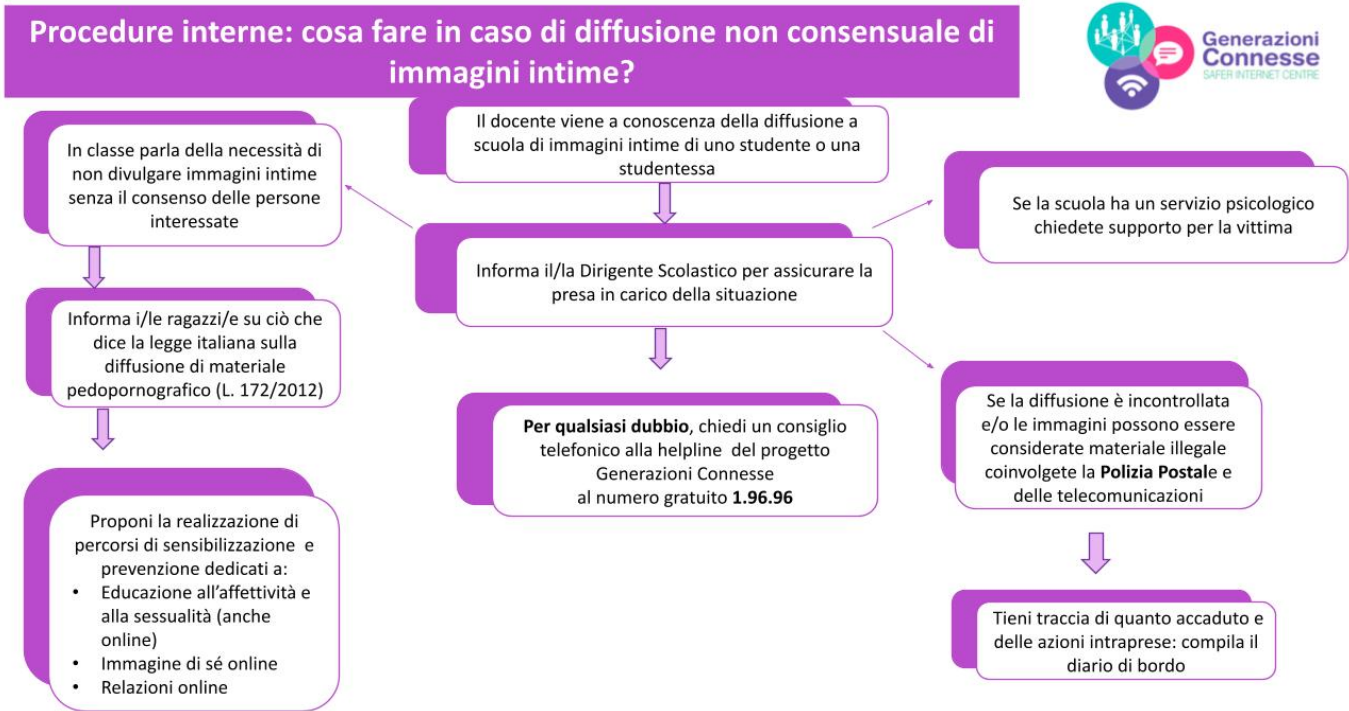 Procedure interne: cosa fare in caso di diffusione non consensuale di
immagini intime?
Generazioni
Connesse
SAFER INTERNET CENTRE
Il docente viene a conoscenza della diffusione a
scuola di immagini intime di uno studente o una
studentessa
In classe parla della necessità di
non divulgare immagini intime
senza il consenso delle persone
interessate
Se la scuola ha un servizio psicologico
chiedete supporto per la vittima
Informa il/la Dirigente Scolastico per assicurare la
presa in carico della situazione
Informa i/le ragazzi/e su ciò che
dice la legge italiana sulla
diffusione di materiale
pedopornografico (L. 172/2012)
Per qualsiasi dubbio, chiedi un consiglio
telefonico alla helpline del progetto
Generazioni Connesse
al numero gratuito 1.96.96
Se la diffusione è incontrollata
e/o le immagini possono essere
considerate materiale illegale
coinvolgete la Polizia Postale e
delle telecomunicazioni
Proponi la realizzazione di
percorsi di sensibilizzazione e
prevenzione dedicati a:
• Educazione all’affettività e
alla sessualità (anche
online)
• Immagine di sé online
• Relazioni online
Tieni traccia di quanto accaduto e
delle azioni intraprese: compila il
diario di bordo